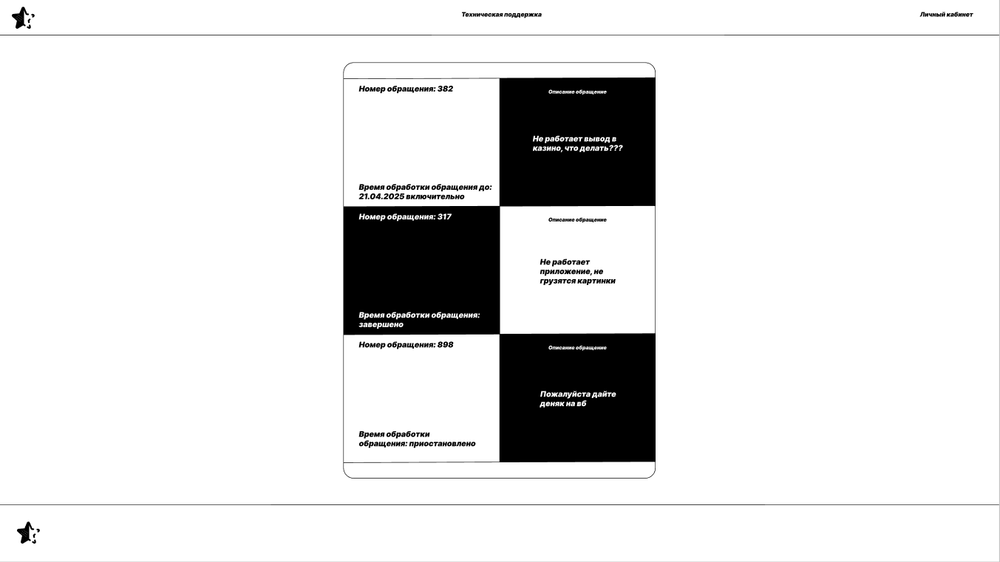 Техническая поддержка
Личный кабинет
Номер обращения: 382
Описание обращение
Не работает вывод в
казино, что делать???
Время обработки обращения до:
21.04.2025 включительно
Номер обращения: 317
Описание обращение
Не работает
приложение, не
грузятся картинки
Время обработки обращения:
завершено
Номер обращения: 898
Описание обращение
Пожалуйста дайте
деняк на вб
Время обработки
обращения: приостановлено